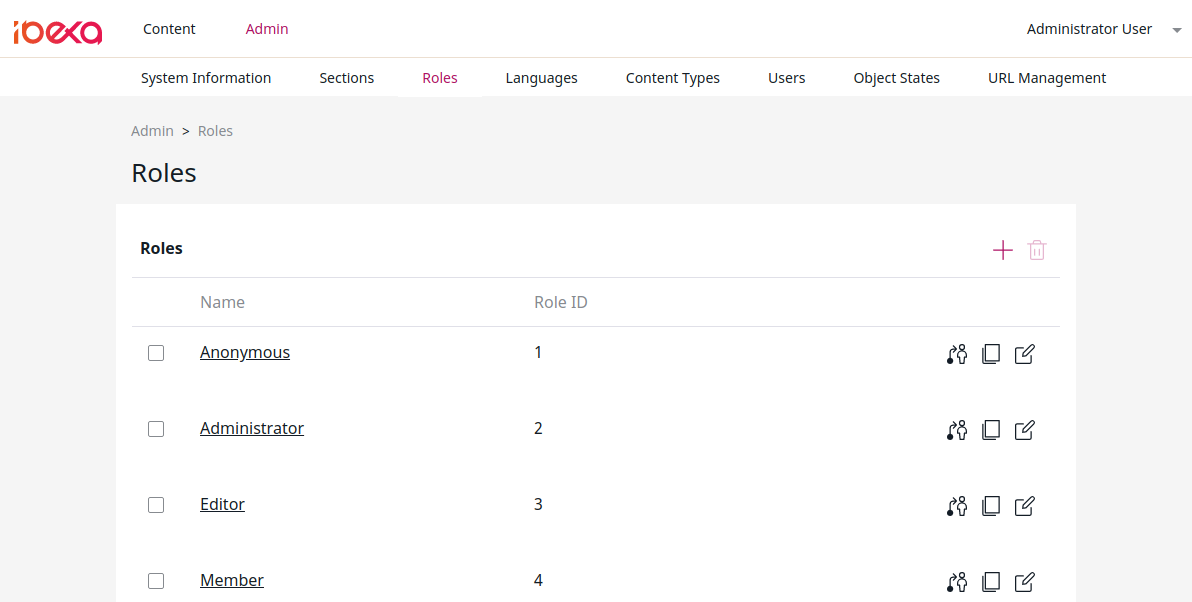 ibexa
Content Admin Administrator User
System Information Sections Roles Languages Content Types Users Object States URL Management
Admin > Roles
Roles
Roles
Name Role ID
Anonymous 1
Administrator 2
Editor 3
Member 4